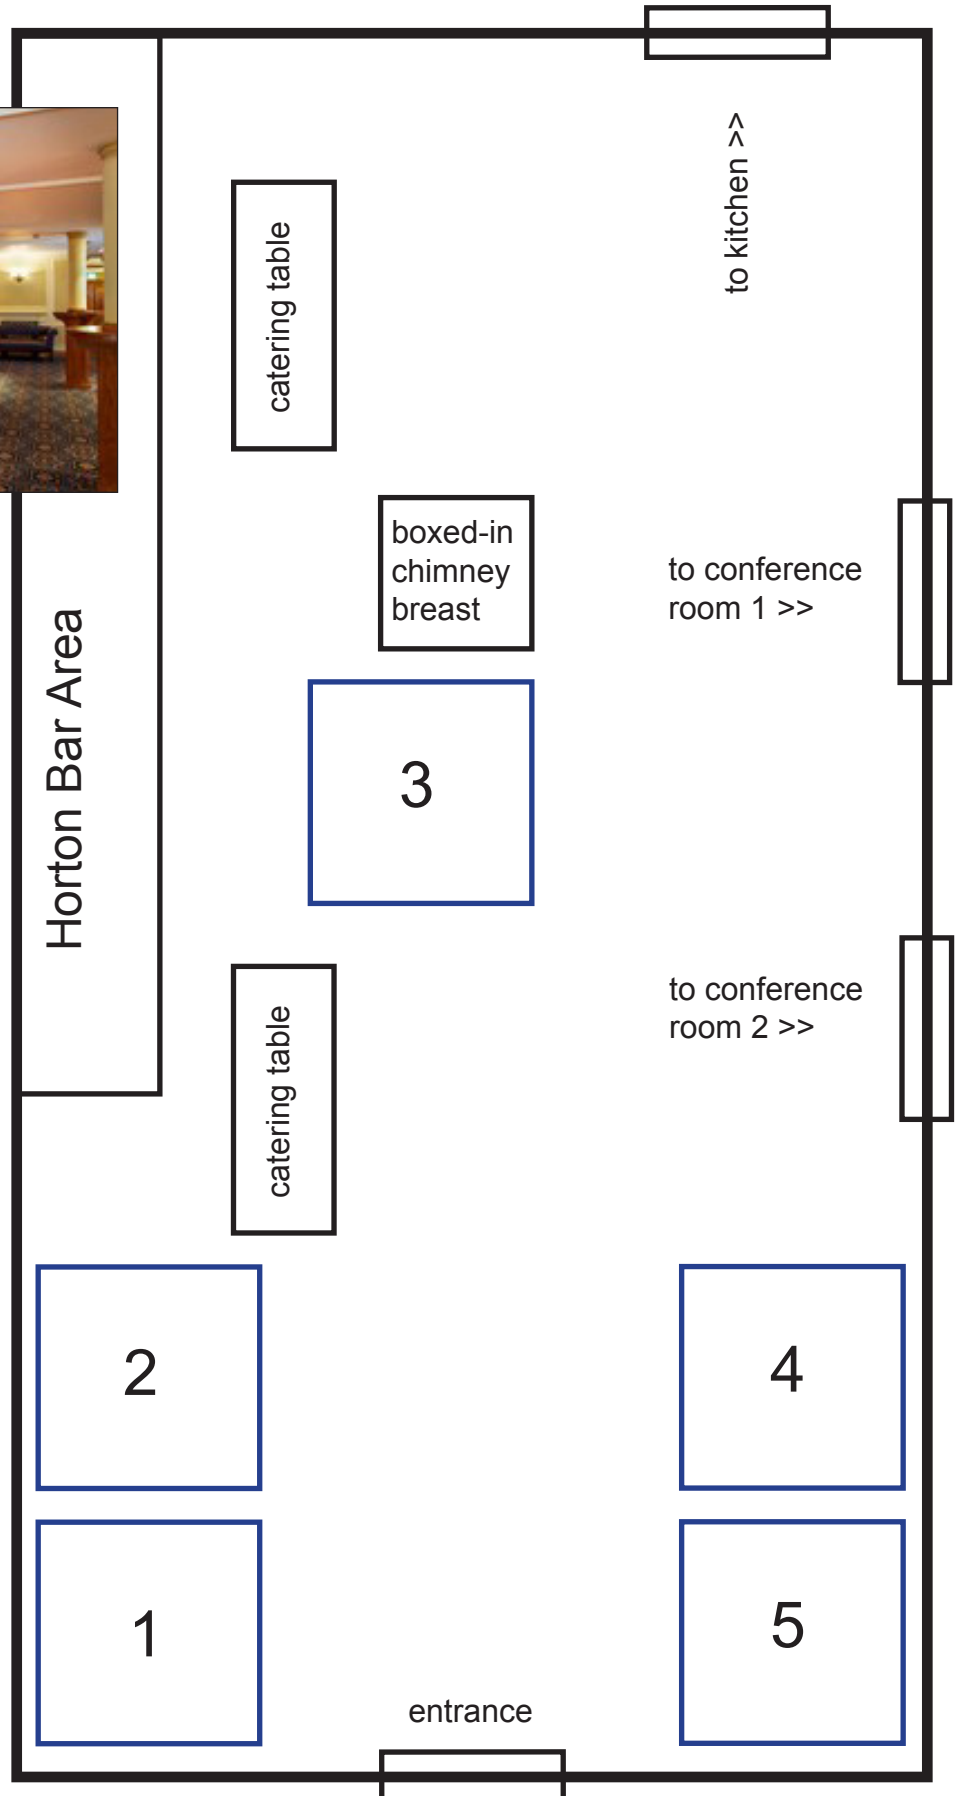 to kitchen >>
catering table
boxed-in
chimney
breast
to conference
room 1 >>
Horton Bar Area
3
to conference
room 2 >>
catering table
2
4
1
5
entrance